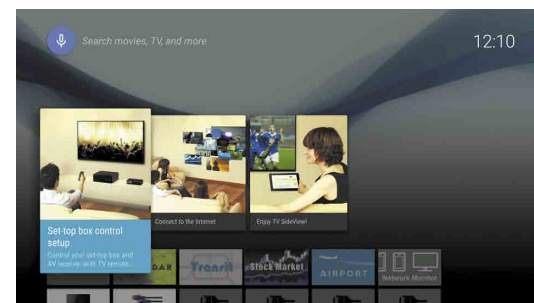 Search movies, TV, and more
12:10
Set-top box control
setup
Control your set-top box and
AV receiver with TV remote...
Connect to the Internet
Enjoy TV SideView!
DAR
Transit
Stock Market
AIRPORT
Network Monitor